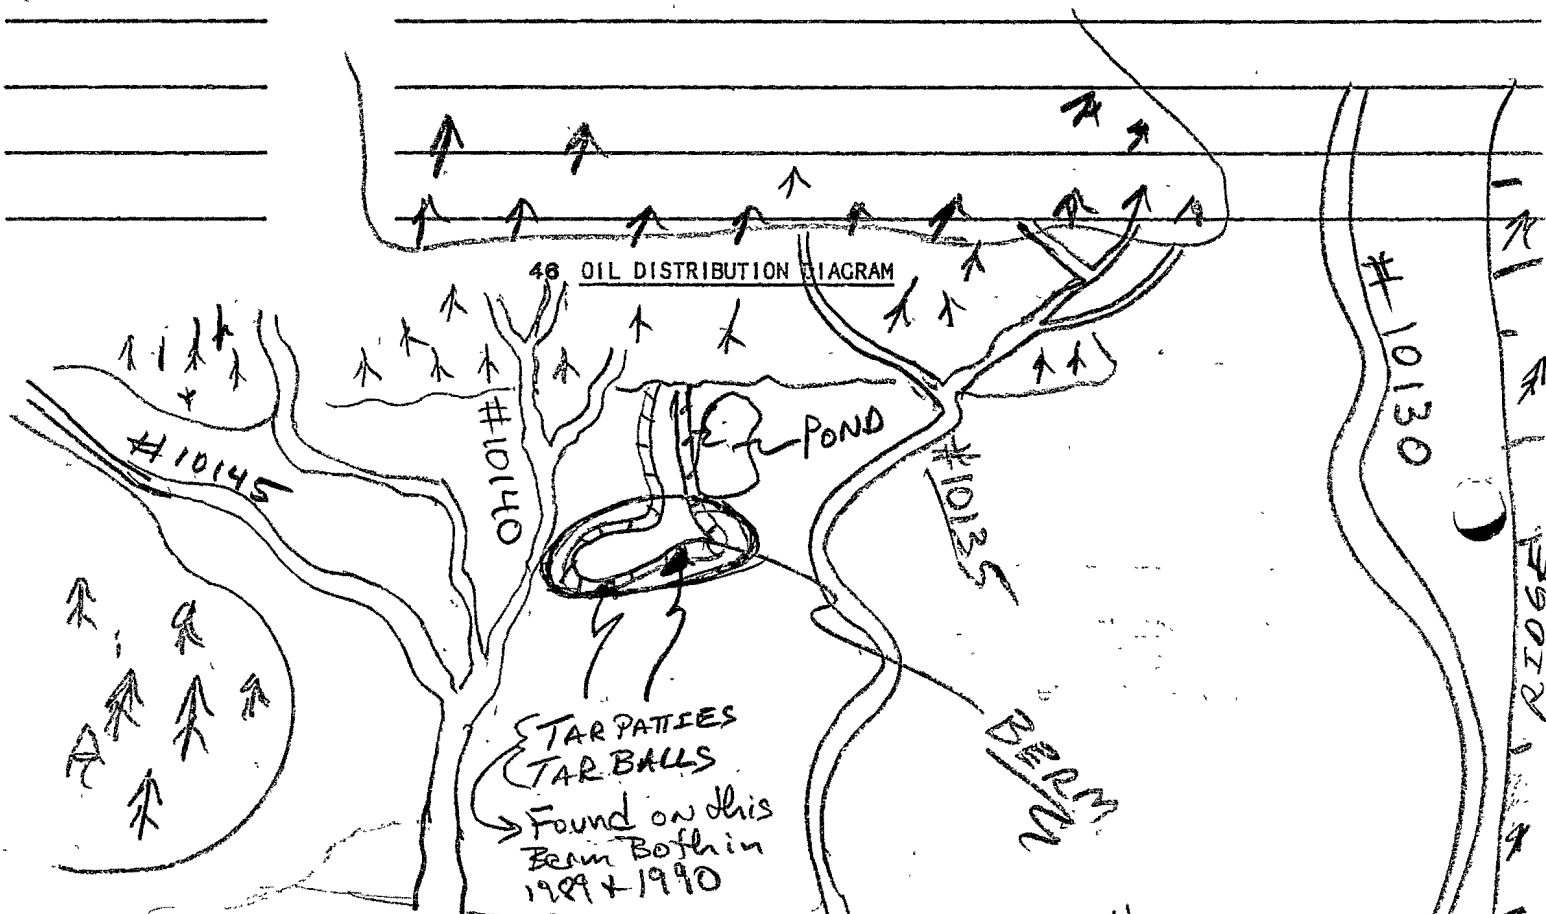 46 OIL DISTRIBUTION DIAGRAM
#10145
#10140
POND
#10135
#10130
RIDGE
BERM
TAR PATTIES
TAR BALLS
Found on this
Berm Both in
1989 + 1990